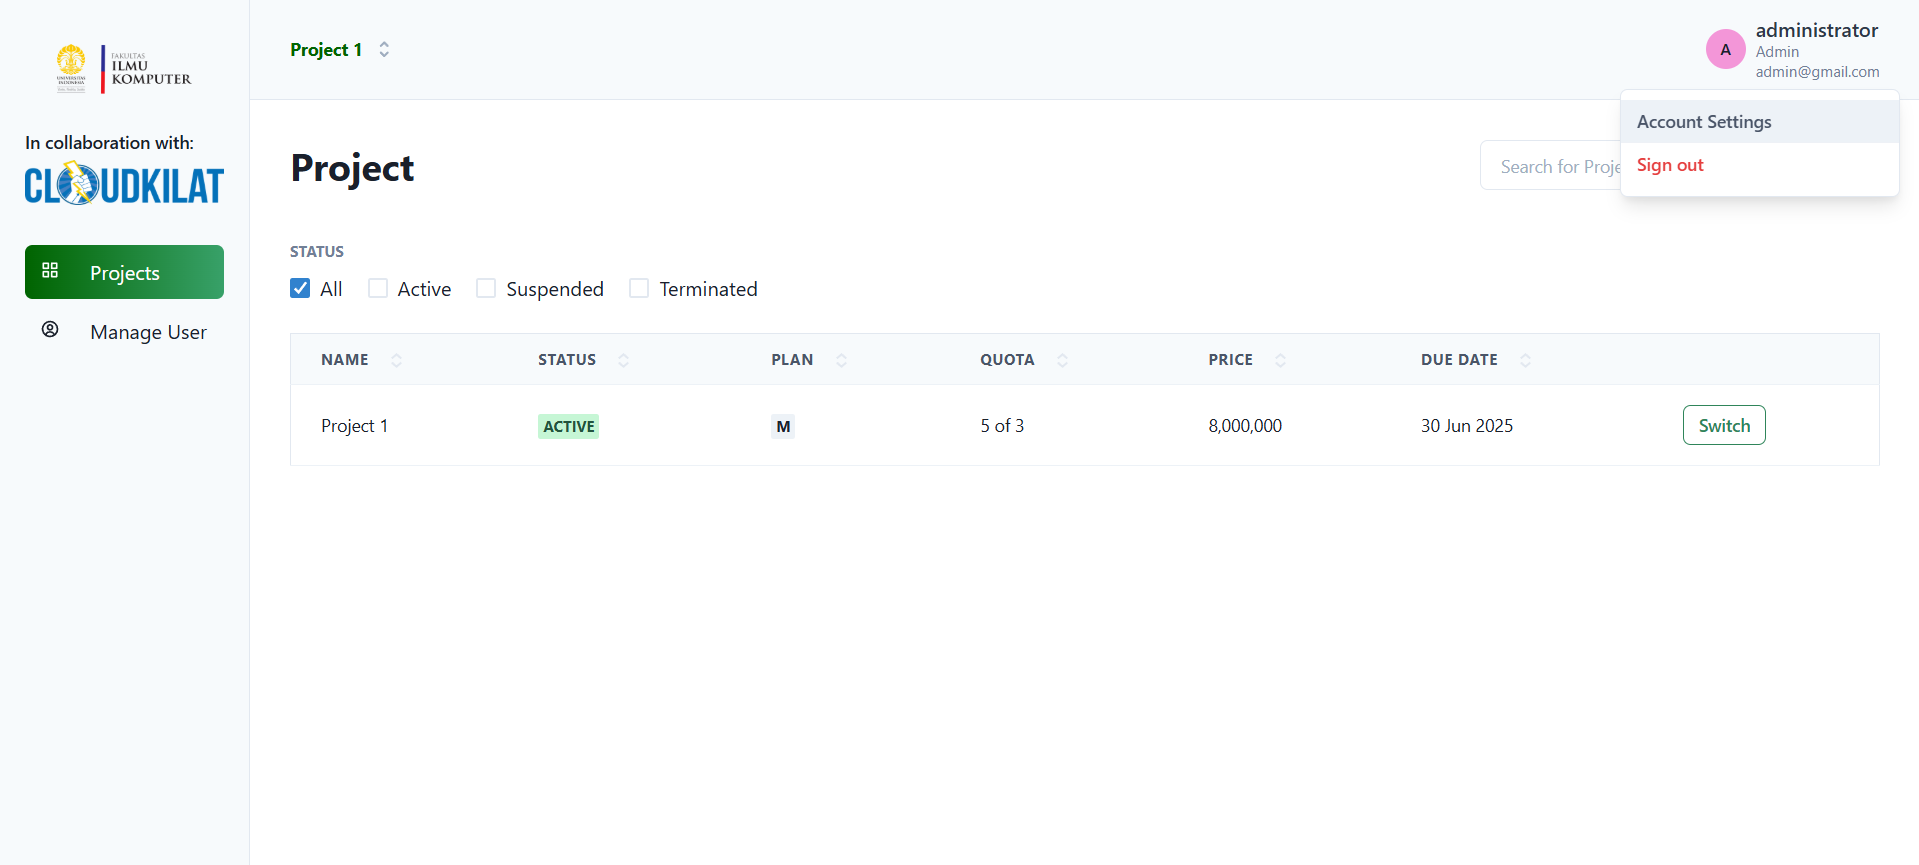 FAKULTAS
ILMU
KOMPUTER
UNIVERSITAS
INDONESIA
In collaboration with:
CLOUDKILAT
Projects
Manage User
Project 1
A
administrator
Admin
admin@gmail.com
Account Settings
Sign out
Project
Search for Proje
STATUS
All
Active
Suspended
Terminated
NAME STATUS PLAN QUOTA PRICE DUE DATE
Project 1 ACTIVE M 5 of 3 8,000,000 30 Jun 2025 Switch